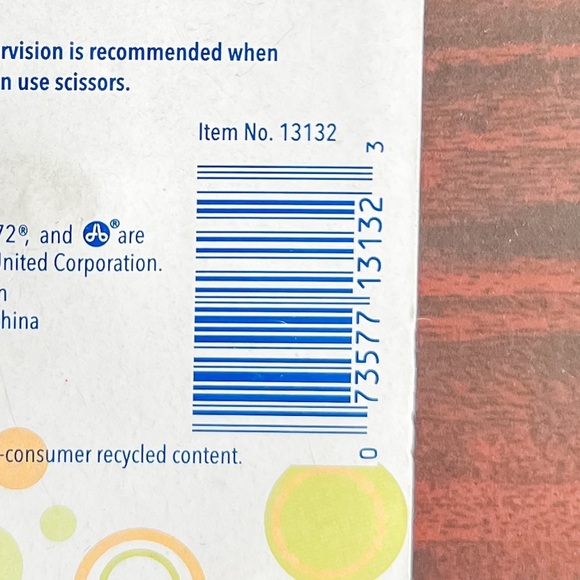 rvision is recommended when
n use scissors.
Item No. 13132
72®, and ® are
United Corporation.
n
hina
-consumer recycled content.
0 73577 13132 3